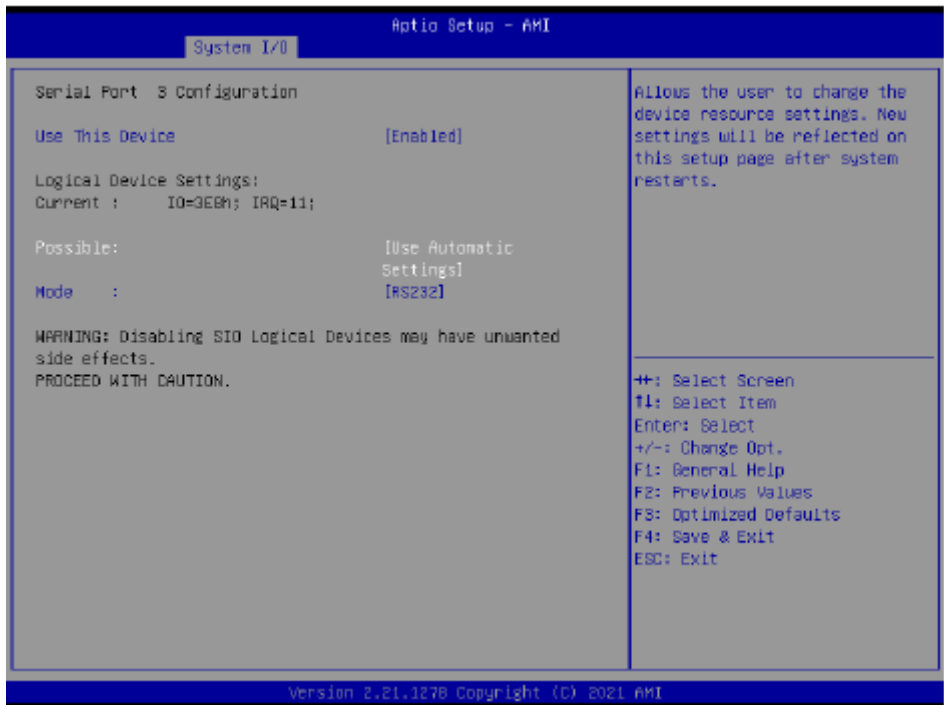 Aptio Setup - AMI
System I/O
Serial Port 3 Configuration
Use This Device [Enabled]
Logical Device Settings:
Current : IO=3E8h; IRQ=11;
Possible: [Use Automatic
Settings]
Mode : [RS232]
WARNING: Disabling SIO Logical Devices may have unwanted
side effects.
PROCEED WITH CAUTION.
Allows the user to change the
device resource settings. New
settings will be reflected on
this setup page after system
restarts.
→←: Select Screen
↑↓: Select Item
Enter: Select
+/-: Change Opt.
F1: General Help
F2: Previous Values
F3: Optimized Defaults
F4: Save & Exit
ESC: Exit
Version 2.21.1278 Copyright (C) 2021 AMI